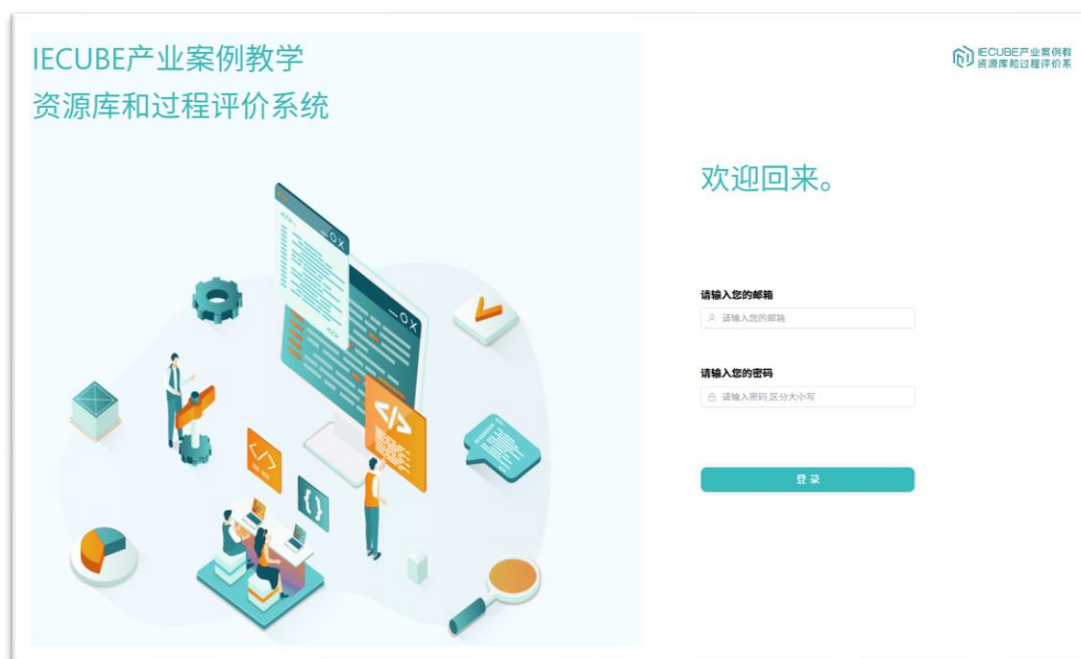 IECUBE产业案例教学
资源库和过程评价系统
IECUBE产业案例教
资源库和过程评价系
欢迎回来。
请输入您的邮箱
请输入您的邮箱
请输入您的密码
请输入密码,区分大小写
登 录